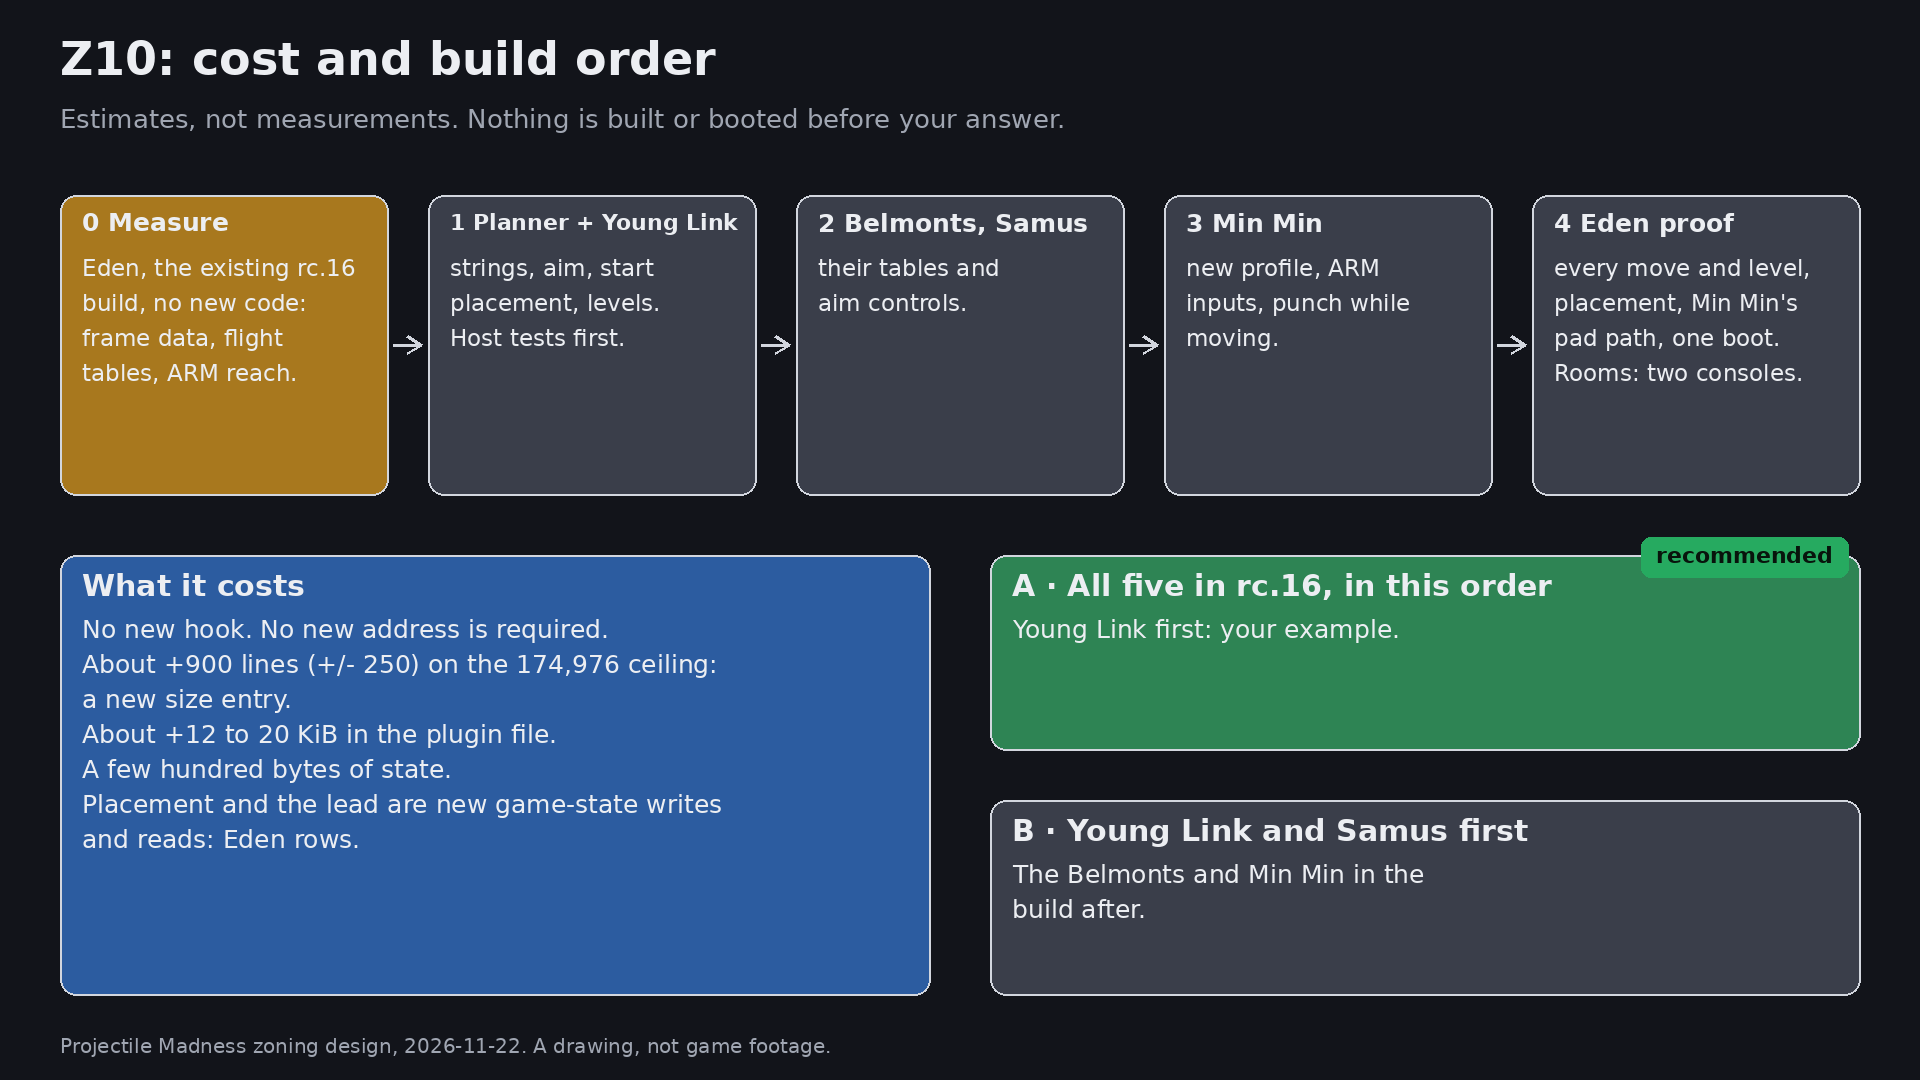 Z10: cost and build order
Estimates, not measurements. Nothing is built or booted before your answer.
0 Measure
Eden, the existing rc.16
build, no new code:
frame data, flight
tables, ARM reach.
1 Planner + Young Link
strings, aim, start
placement, levels.
Host tests first.
2 Belmonts, Samus
their tables and
aim controls.
3 Min Min
new profile, ARM
inputs, punch while
moving.
4 Eden proof
every move and level,
placement, Min Min's
pad path, one boot.
Rooms: two consoles.
What it costs
No new hook. No new address is required.
About +900 lines (+/- 250) on the 174,976 ceiling:
a new size entry.
About +12 to 20 KiB in the plugin file.
A few hundred bytes of state.
Placement and the lead are new game-state writes
and reads: Eden rows.
recommended
A · All five in rc.16, in this order
Young Link first: your example.
B · Young Link and Samus first
The Belmonts and Min Min in the
build after.
Projectile Madness zoning design, 2026-11-22. A drawing, not game footage.